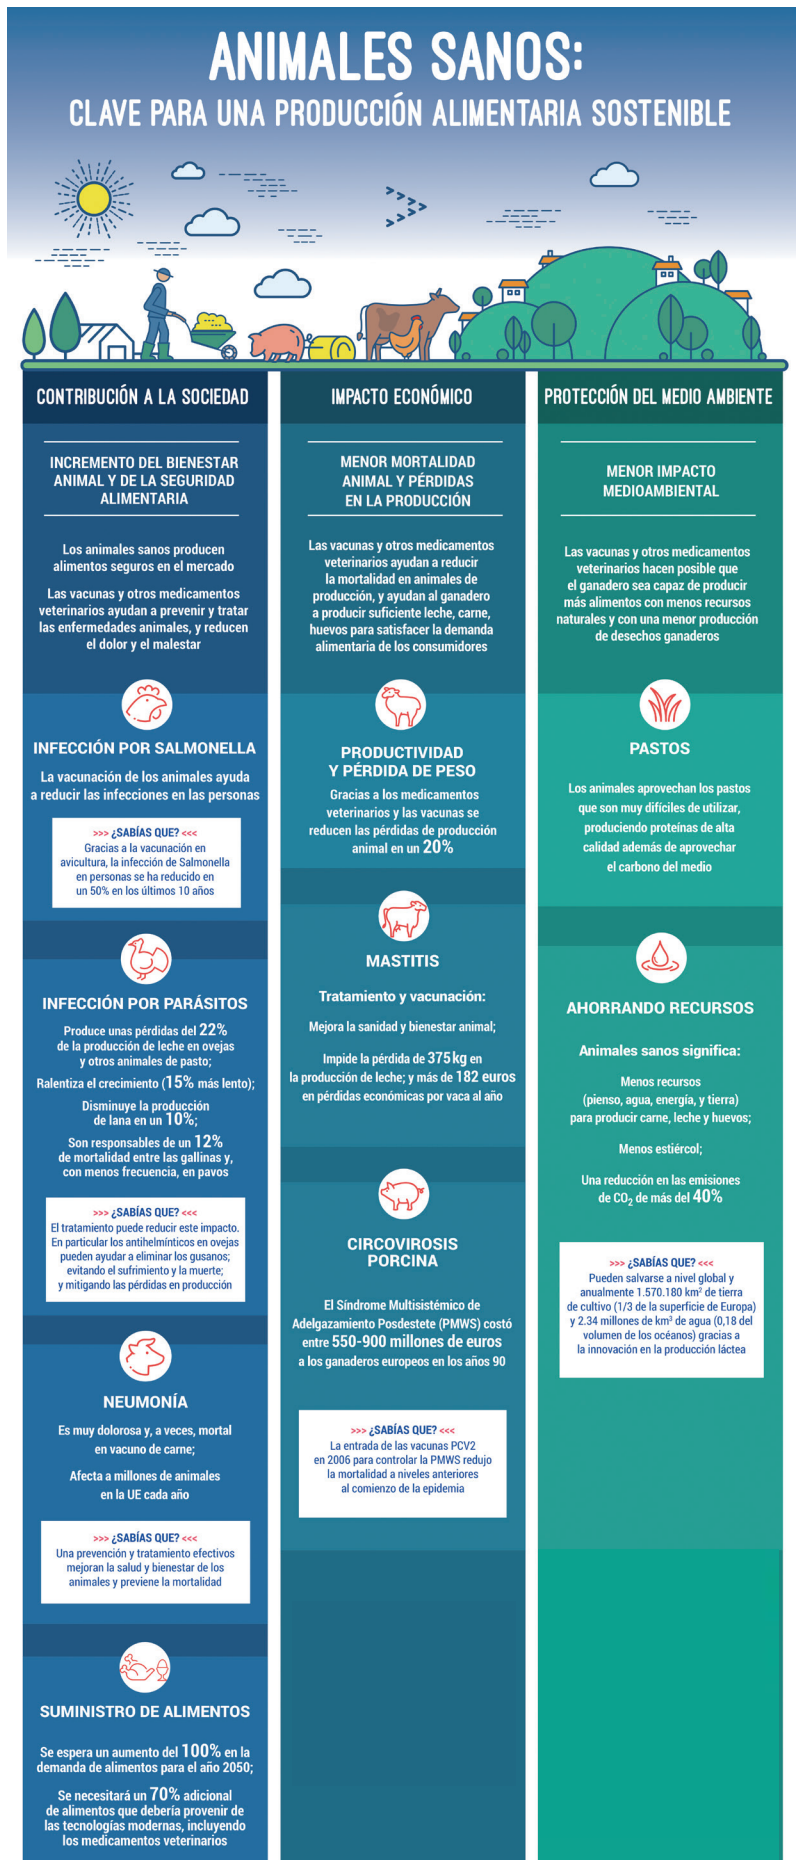 ANIMALES SANOS:
CLAVE PARA UNA PRODUCCIÓN ALIMENTARIA SOSTENIBLE
CONTRIBUCIÓN A LA SOCIEDAD
INCREMENTO DEL BIENESTAR
ANIMAL Y DE LA SEGURIDAD
ALIMENTARIA
Los animales sanos producen
alimentos seguros en el mercado
Las vacunas y otros medicamentos
veterinarios ayudan a prevenir y tratar
las enfermedades animales, y reducen
el dolor y el malestar
INFECCIÓN POR SALMONELLA
La vacunación de los animales ayuda
a reducir las infecciones en las personas
>>> ¿SABÍAS QUE? <<<
Gracias a la vacunación en
avicultura, la infección de Salmonella
en personas se ha reducido en
un 50% en los últimos 10 años
INFECCIÓN POR PARÁSITOS
Produce unas pérdidas del 22%
de la producción de leche en ovejas
y otros animales de pasto;
Ralentiza el crecimiento (15% más lento);
Disminuye la producción
de lana en un 10%;
Son responsables de un 12%
de mortalidad entre las gallinas y,
con menos frecuencia, en pavos
>>> ¿SABÍAS QUE? <<<
El tratamiento puede reducir este impacto.
En particular los antihelmínticos en ovejas
pueden ayudar a eliminar los gusanos;
evitando el sufrimiento y la muerte;
y mitigando las pérdidas en producción
NEUMONÍA
Es muy dolorosa y, a veces, mortal
en vacuno de carne;
Afecta a millones de animales
en la UE cada año
>>> ¿SABÍAS QUE? <<<
Una prevención y tratamiento efectivos
mejoran la salud y bienestar de los
animales y previene la mortalidad
SUMINISTRO DE ALIMENTOS
Se espera un aumento del 100% en la
demanda de alimentos para el año 2050;
Se necesitará un 70% adicional
de alimentos que debería provenir de
las tecnologías modernas, incluyendo
los medicamentos veterinarios
IMPACTO ECONÓMICO
MENOR MORTALIDAD
ANIMAL Y PÉRDIDAS
EN LA PRODUCCIÓN
Las vacunas y otros medicamentos
veterinarios ayudan a reducir
la mortalidad en animales de
producción, y ayudan al ganadero
a producir suficiente leche, carne,
huevos para satisfacer la demanda
alimentaria de los consumidores
PRODUCTIVIDAD
Y PÉRDIDA DE PESO
Gracias a los medicamentos
veterinarios y las vacunas se
reducen las pérdidas de producción
animal en un 20%
MASTITIS
Tratamiento y vacunación:
Mejora la sanidad y bienestar animal;
Impide la pérdida de 375 kg en
la producción de leche; y más de 182 euros
en pérdidas económicas por vaca al año
CIRCOVIROSIS
PORCINA
El Síndrome Multisistémico de
Adelgazamiento Posdestete (PMWS) costó
entre 550-900 millones de euros
a los ganaderos europeos en los años 90
>>> ¿SABÍAS QUE? <<<
La entrada de las vacunas PCV2
en 2006 para controlar la PMWS redujo
la mortalidad a niveles anteriores
al comienzo de la epidemia
PROTECCIÓN DEL MEDIO AMBIENTE
MENOR IMPACTO
MEDIOAMBIENTAL
Las vacunas y otros medicamentos
veterinarios hacen posible que
el ganadero sea capaz de producir
más alimentos con menos recursos
naturales y con una menor producción
de desechos ganaderos
PASTOS
Los animales aprovechan los pastos
que son muy difíciles de utilizar,
produciendo proteínas de alta
calidad además de aprovechar
el carbono del medio
AHORRANDO RECURSOS
Animales sanos significa:
Menos recursos
(pienso, agua, energía, y tierra)
para producir carne, leche y huevos;
Menos estiércol;
Una reducción en las emisiones
de CO₂ de más del 40%
>>> ¿SABÍAS QUE? <<<
Pueden salvarse a nivel global y
anualmente 1.570.180 km² de tierra
de cultivo (1/3 de la superficie de Europa)
y 2.34 millones de km³ de agua (0,18 del
volumen de los océanos) gracias a
la innovación en la producción láctea